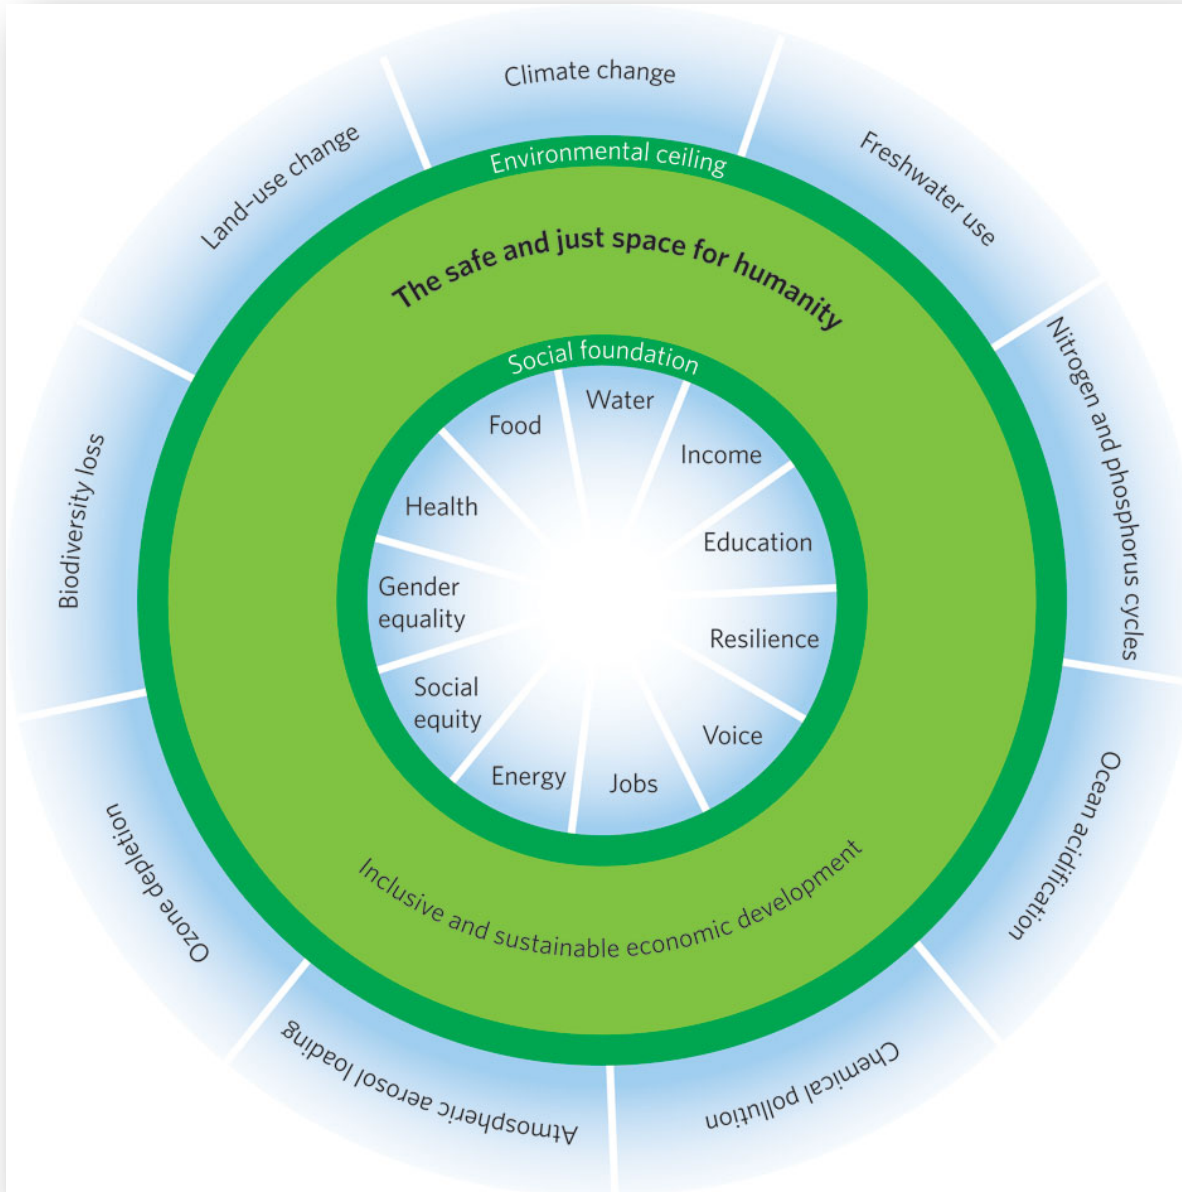 Climate change
Freshwater use
Nitrogen and phosphorus cycles
Ocean acidification
Chemical pollution
Atmospheric aerosol loading
Ozone depletion
Biodiversity loss
Land-use change
Environmental ceiling
The safe and just space for humanity
Social foundation
Water
Income
Education
Resilience
Voice
Jobs
Energy
Social
equity
Gender
equality
Health
Food
Inclusive and sustainable economic development